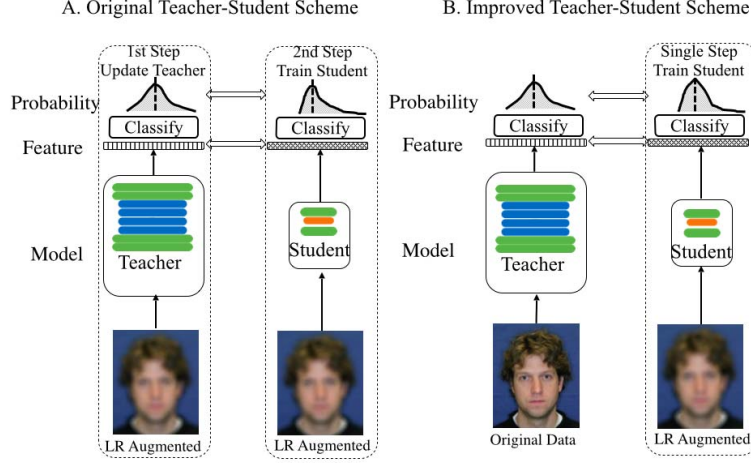 A. Original Teacher-Student Scheme
B. Improved Teacher-Student Scheme
1st Step
Update Teacher
2nd Step
Train Student
Single Step
Train Student
Probability
Probability
Classify
Classify
Classify
Classify
Feature
Feature
Model
Teacher
Student
Model
Teacher
Student
LR Augmented
LR Augmented
Original Data
LR Augmented